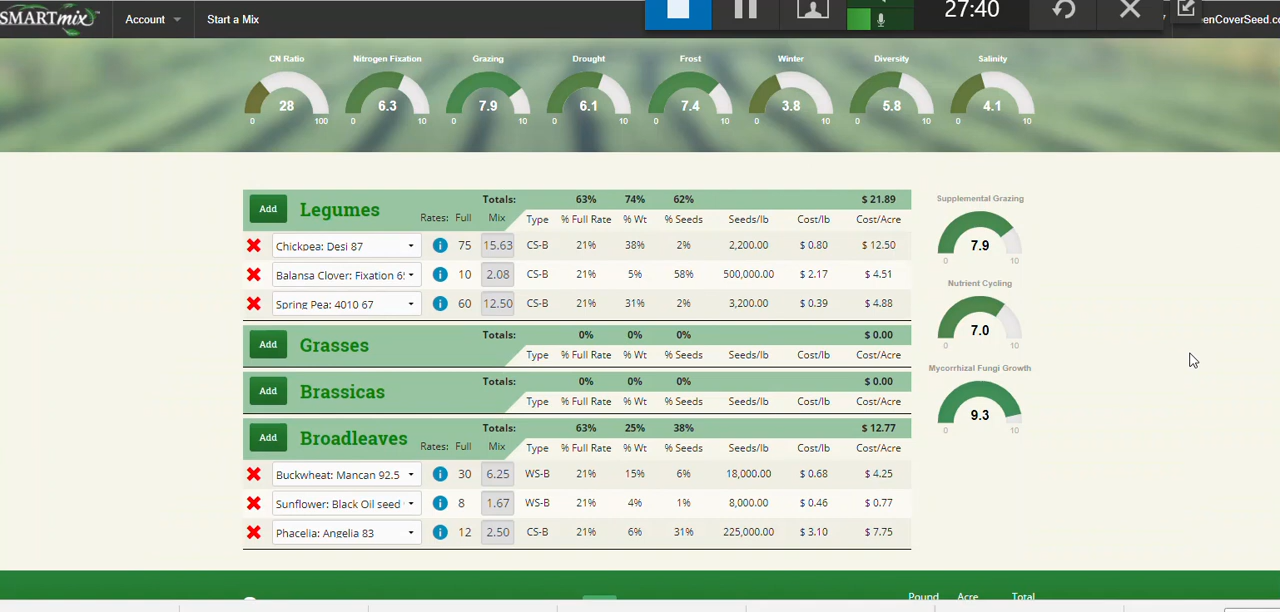 SMARTmix™ Account Start a Mix 27:40 enCoverSeed.c
CN Ratio Nitrogen Fixation Grazing Drought Frost Winter Diversity Salinity
28 6.3 7.9 6.1 7.4 3.8 5.8 4.1
0 100 0 10 0 10 0 10 0 10 0 10 0 10 0 10
Add Legumes Totals: 63% 74% 62% $ 21.89
Rates: Full Mix Type % Full Rate % Wt % Seeds Seeds/lb Cost/lb Cost/Acre
Chickpea: Desi 87 75 15.63 CS-B 21% 38% 2% 2,200.00 $ 0.80 $ 12.50
Balansa Clover: Fixation 6 10 2.08 CS-B 21% 5% 58% 500,000.00 $ 2.17 $ 4.51
Spring Pea: 4010 67 60 12.50 CS-B 21% 31% 2% 3,200.00 $ 0.39 $ 4.88
Add Grasses Totals: 0% 0% 0% $ 0.00
Type % Full Rate % Wt % Seeds Seeds/lb Cost/lb Cost/Acre
Add Brassicas Totals: 0% 0% 0% $ 0.00
Type % Full Rate % Wt % Seeds Seeds/lb Cost/lb Cost/Acre
Add Broadleaves Totals: 63% 25% 38% $ 12.77
Rates: Full Mix Type % Full Rate % Wt % Seeds Seeds/lb Cost/lb Cost/Acre
Buckwheat: Mancan 92.5 30 6.25 WS-B 21% 15% 6% 18,000.00 $ 0.68 $ 4.25
Sunflower: Black Oil seed 8 1.67 WS-B 21% 4% 1% 8,000.00 $ 0.46 $ 0.77
Phacelia: Angelia 83 12 2.50 CS-B 21% 6% 31% 225,000.00 $ 3.10 $ 7.75
Supplemental Grazing
7.9
0 10
Nutrient Cycling
7.0
0 10
Mycorrhizal Fungi Growth
9.3
0 10
Pound Acre Total